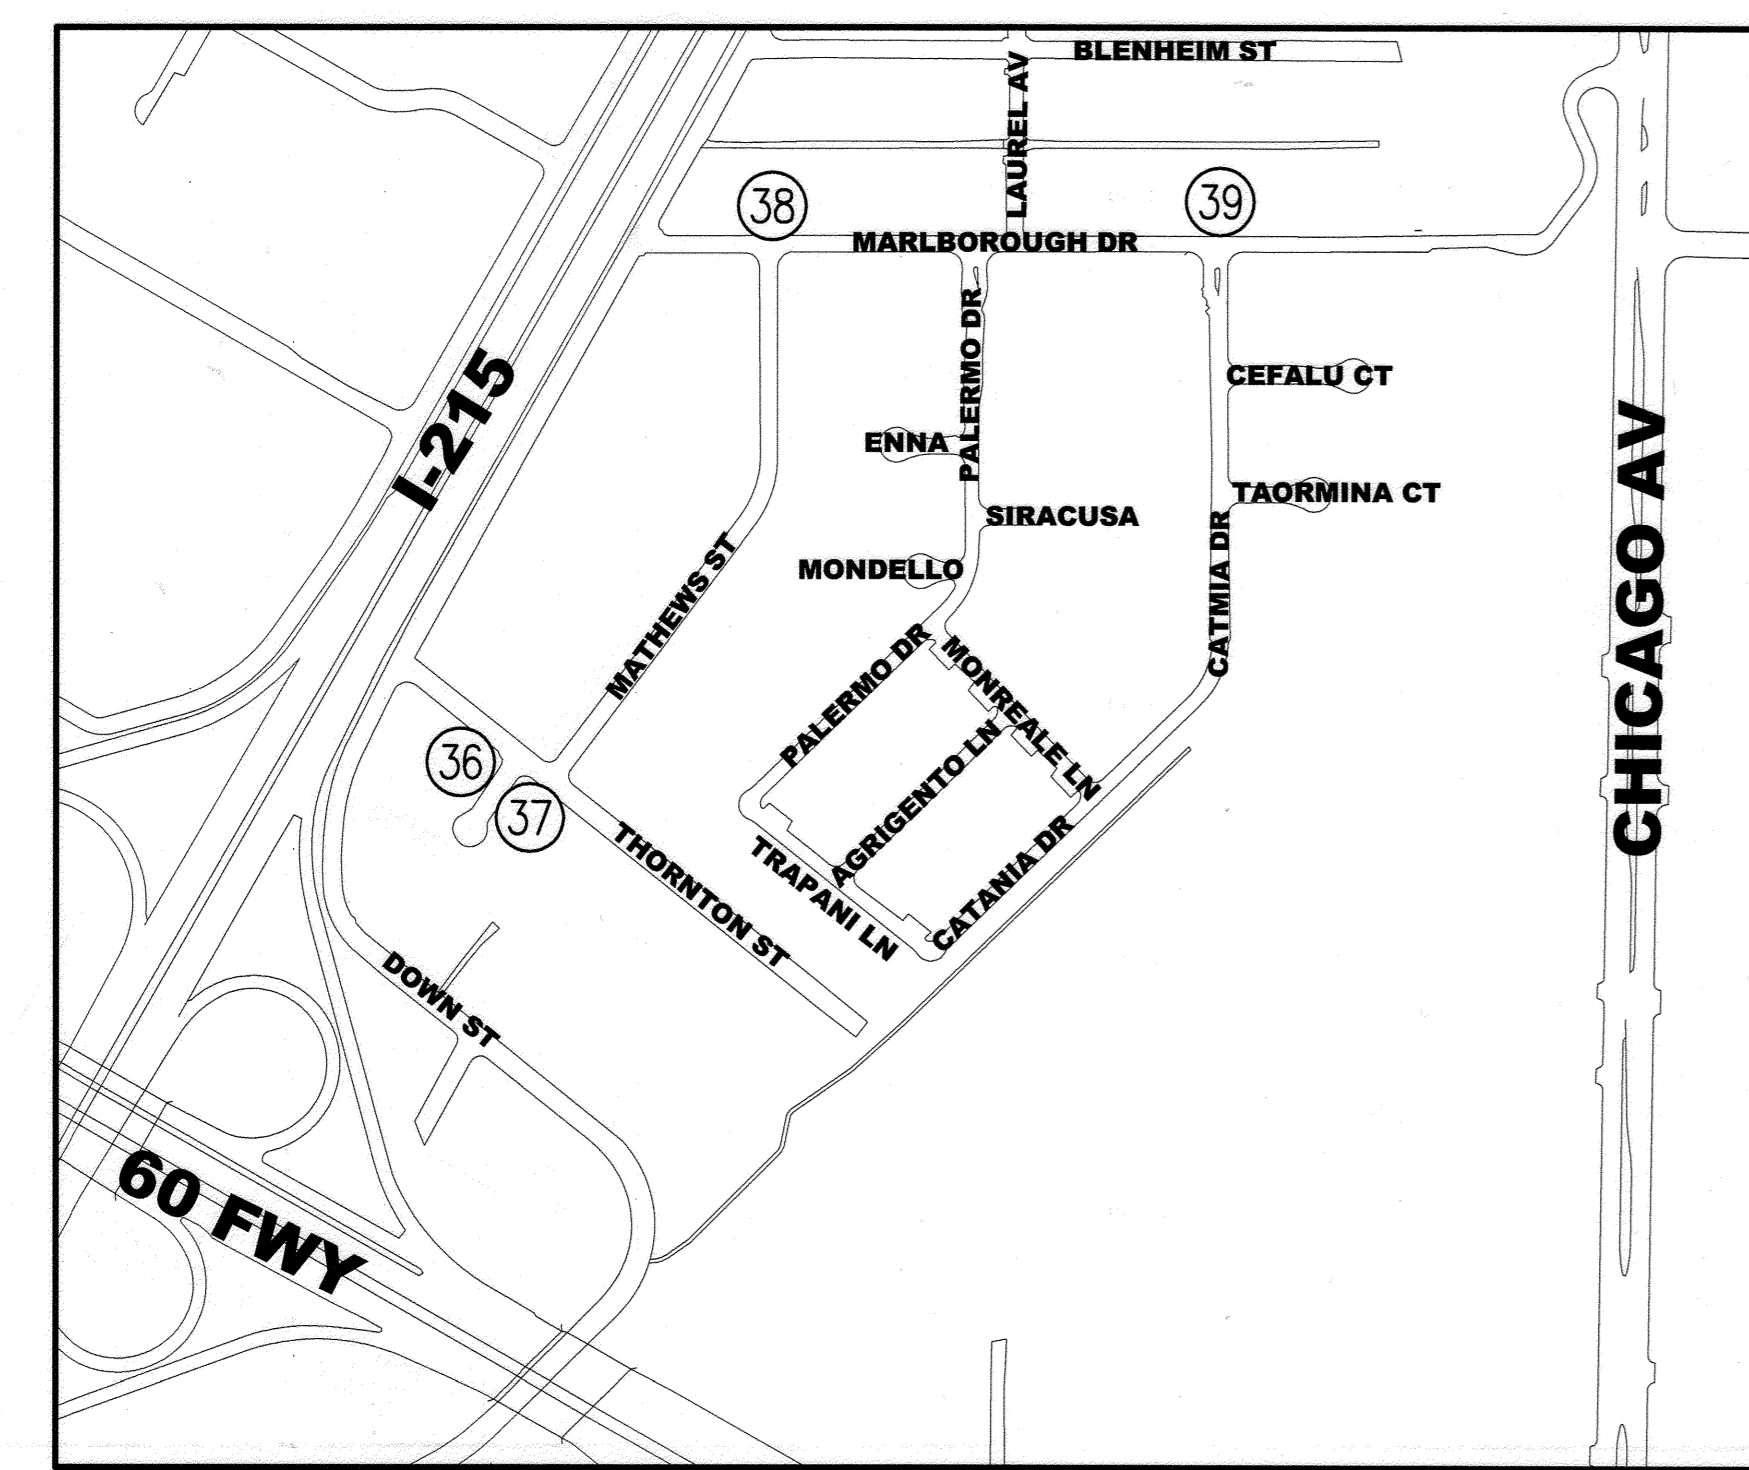 BLENHEIM ST
LAUREL AV
38
39
MARLBOROUGH DR
PALERMO DR
I-215
CEFALU CT
ENNA
CHICAGO AV
TAORMINA CT
SIRACUSA
CATMIA DR
MONDELLO
MATHEWS ST
PALERMO DR
MONREALE LN
36
37
AGRIGENTO LN
THORNTON ST
TRAPANI LN
CATANIA DR
DOWN ST
60 FWY